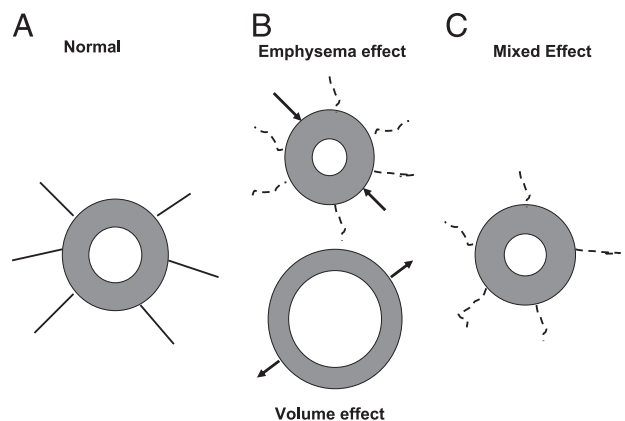 A
Normal
B
Emphysema effect
Volume effect
C
Mixed Effect